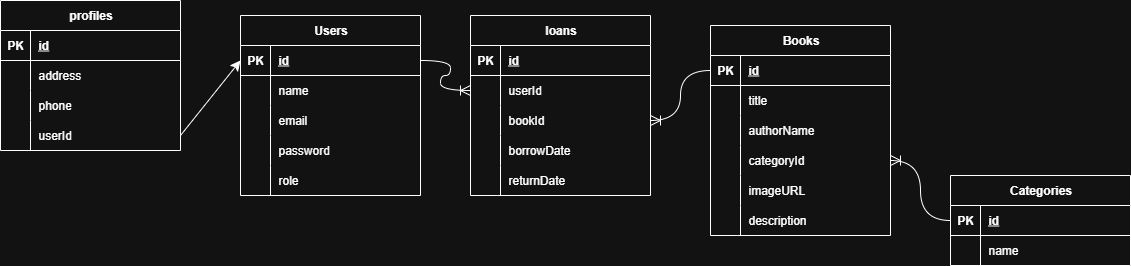 profiles
PK id
address
phone
userId
Users
PK id
name
email
password
role
loans
PK id
userId
bookId
borrowDate
returnDate
Books
PK id
title
authorName
categoryId
imageURL
description
Categories
PK id
name